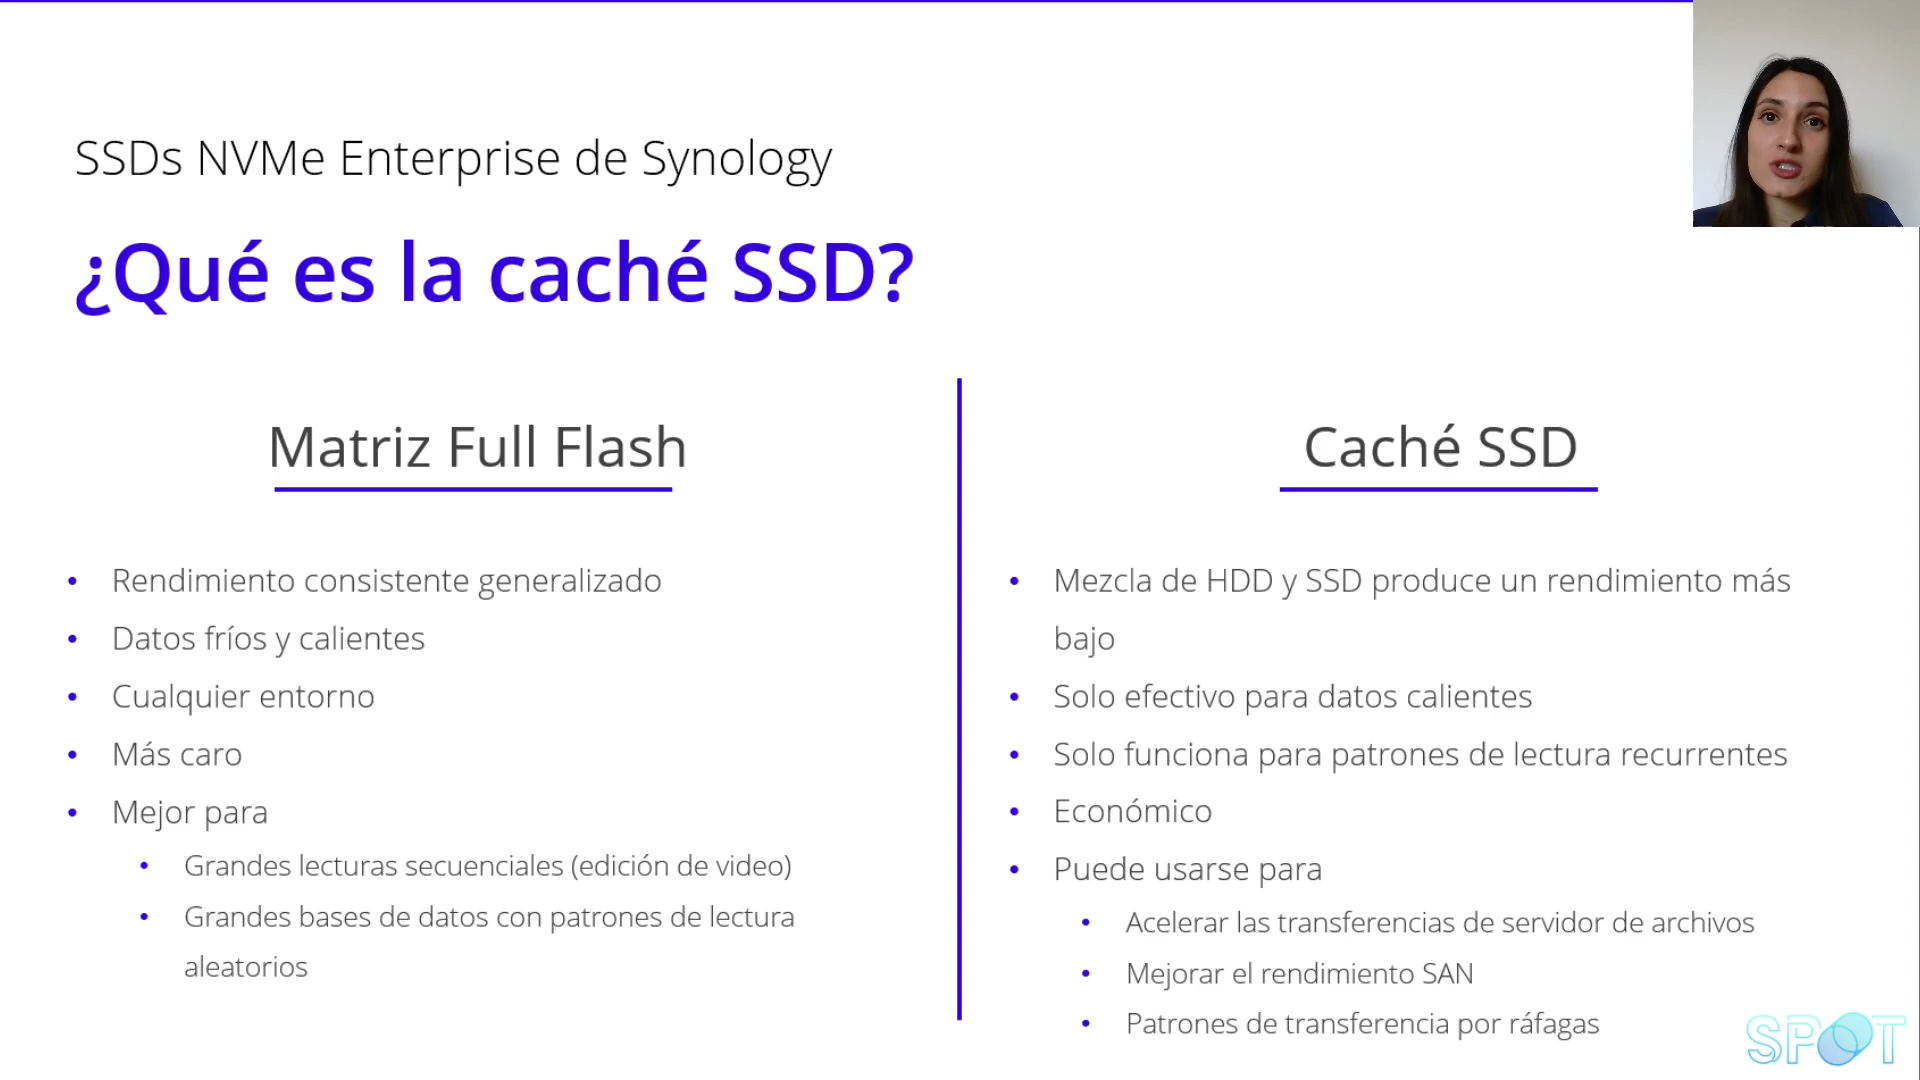 SSDs NVMe Enterprise de Synology
¿Qué es la caché SSD?
Matriz Full Flash
• Rendimiento consistente generalizado
• Datos fríos y calientes
• Cualquier entorno
• Más caro
• Mejor para
• Grandes lecturas secuenciales (edición de video)
• Grandes bases de datos con patrones de lectura
aleatorios
Caché SSD
• Mezcla de HDD y SSD produce un rendimiento más
bajo
• Solo efectivo para datos calientes
• Solo funciona para patrones de lectura recurrentes
• Económico
• Puede usarse para
• Acelerar las transferencias de servidor de archivos
• Mejorar el rendimiento SAN
• Patrones de transferencia por ráfagas
SPOT